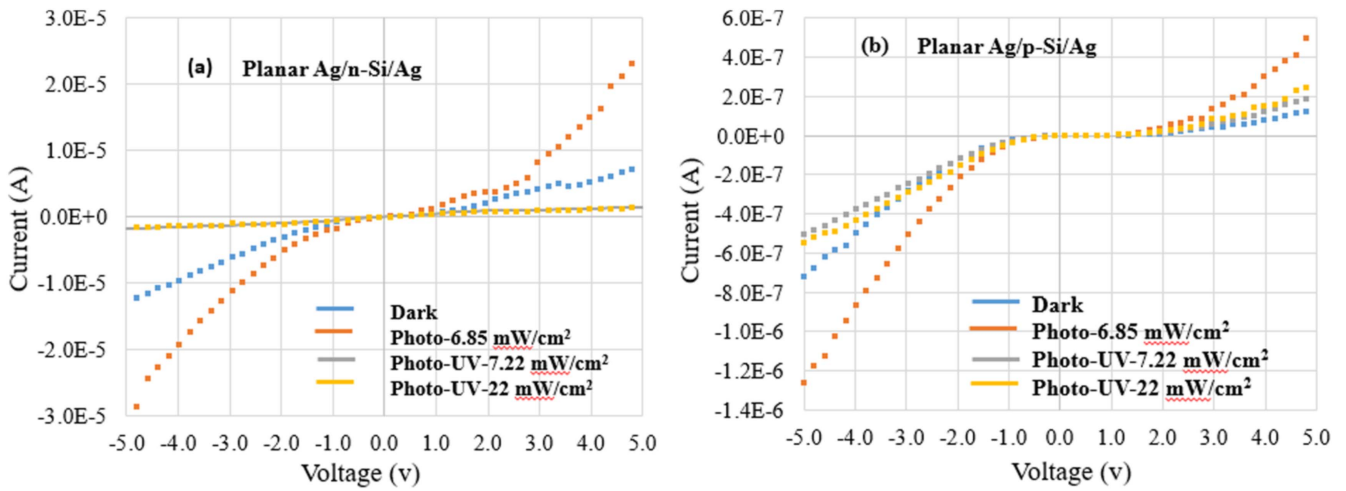 3.0E-5
2.0E-5
1.0E-5
0.0E+0
-1.0E-5
-2.0E-5
-3.0E-5
Current (A)
(a) Planar Ag/n-Si/Ag
Dark
Photo-6.85 mW/cm²
Photo-UV-7.22 mW/cm²
Photo-UV-22 mW/cm²
-5.0 -4.0 -3.0 -2.0 -1.0 0.0 1.0 2.0 3.0 4.0 5.0
Voltage (v)
6.0E-7
4.0E-7
2.0E-7
0.0E+0
-2.0E-7
-4.0E-7
-6.0E-7
-8.0E-7
-1.0E-6
-1.2E-6
-1.4E-6
Current (A)
(b) Planar Ag/p-Si/Ag
Dark
Photo-6.85 mW/cm²
Photo-UV-7.22 mW/cm²
Photo-UV-22 mW/cm²
-5.0 -4.0 -3.0 -2.0 -1.0 0.0 1.0 2.0 3.0 4.0 5.0
Voltage (v)